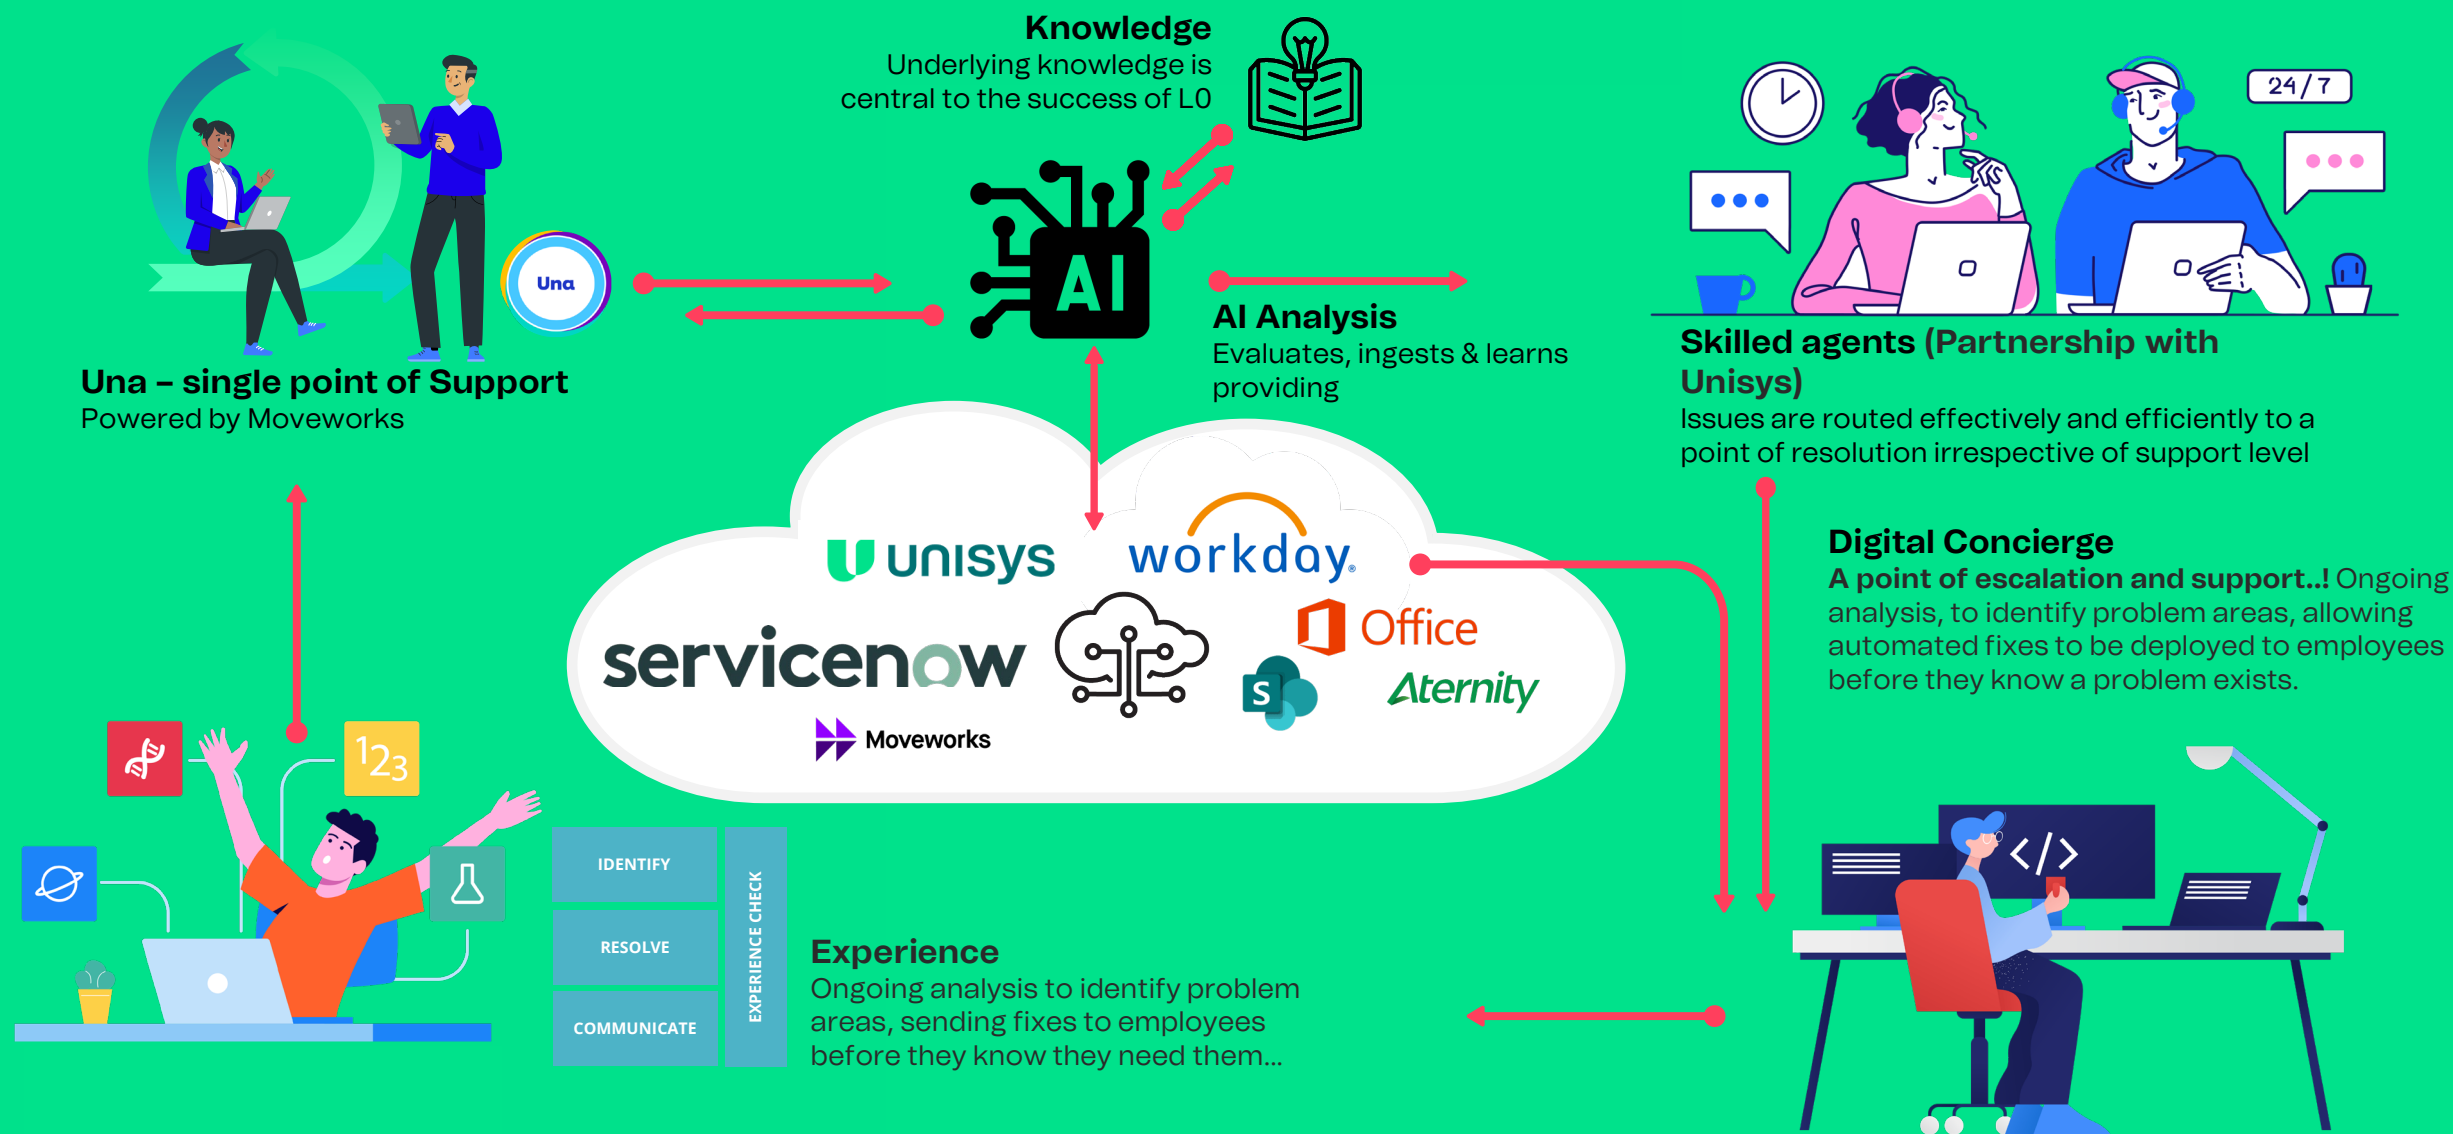 Knowledge
Underlying knowledge is
central to the success of L0
24/7
Una
AI
Una – single point of Support
Powered by Moveworks
AI Analysis
Evaluates, ingests & learns
providing
Skilled agents (Partnership with
Unisys)
Issues are routed effectively and efficiently to a
point of resolution irrespective of support level
UNISYS
workday.®
servicenow
Office
S
Aternity
Moveworks
Digital Concierge
A point of escalation and support..! Ongoing
analysis, to identify problem areas, allowing
automated fixes to be deployed to employees
before they know a problem exists.
123
</>
IDENTIFY
RESOLVE
COMMUNICATE
EXPERIENCE CHECK
Experience
Ongoing analysis to identify problem
areas, sending fixes to employees
before they know they need them...